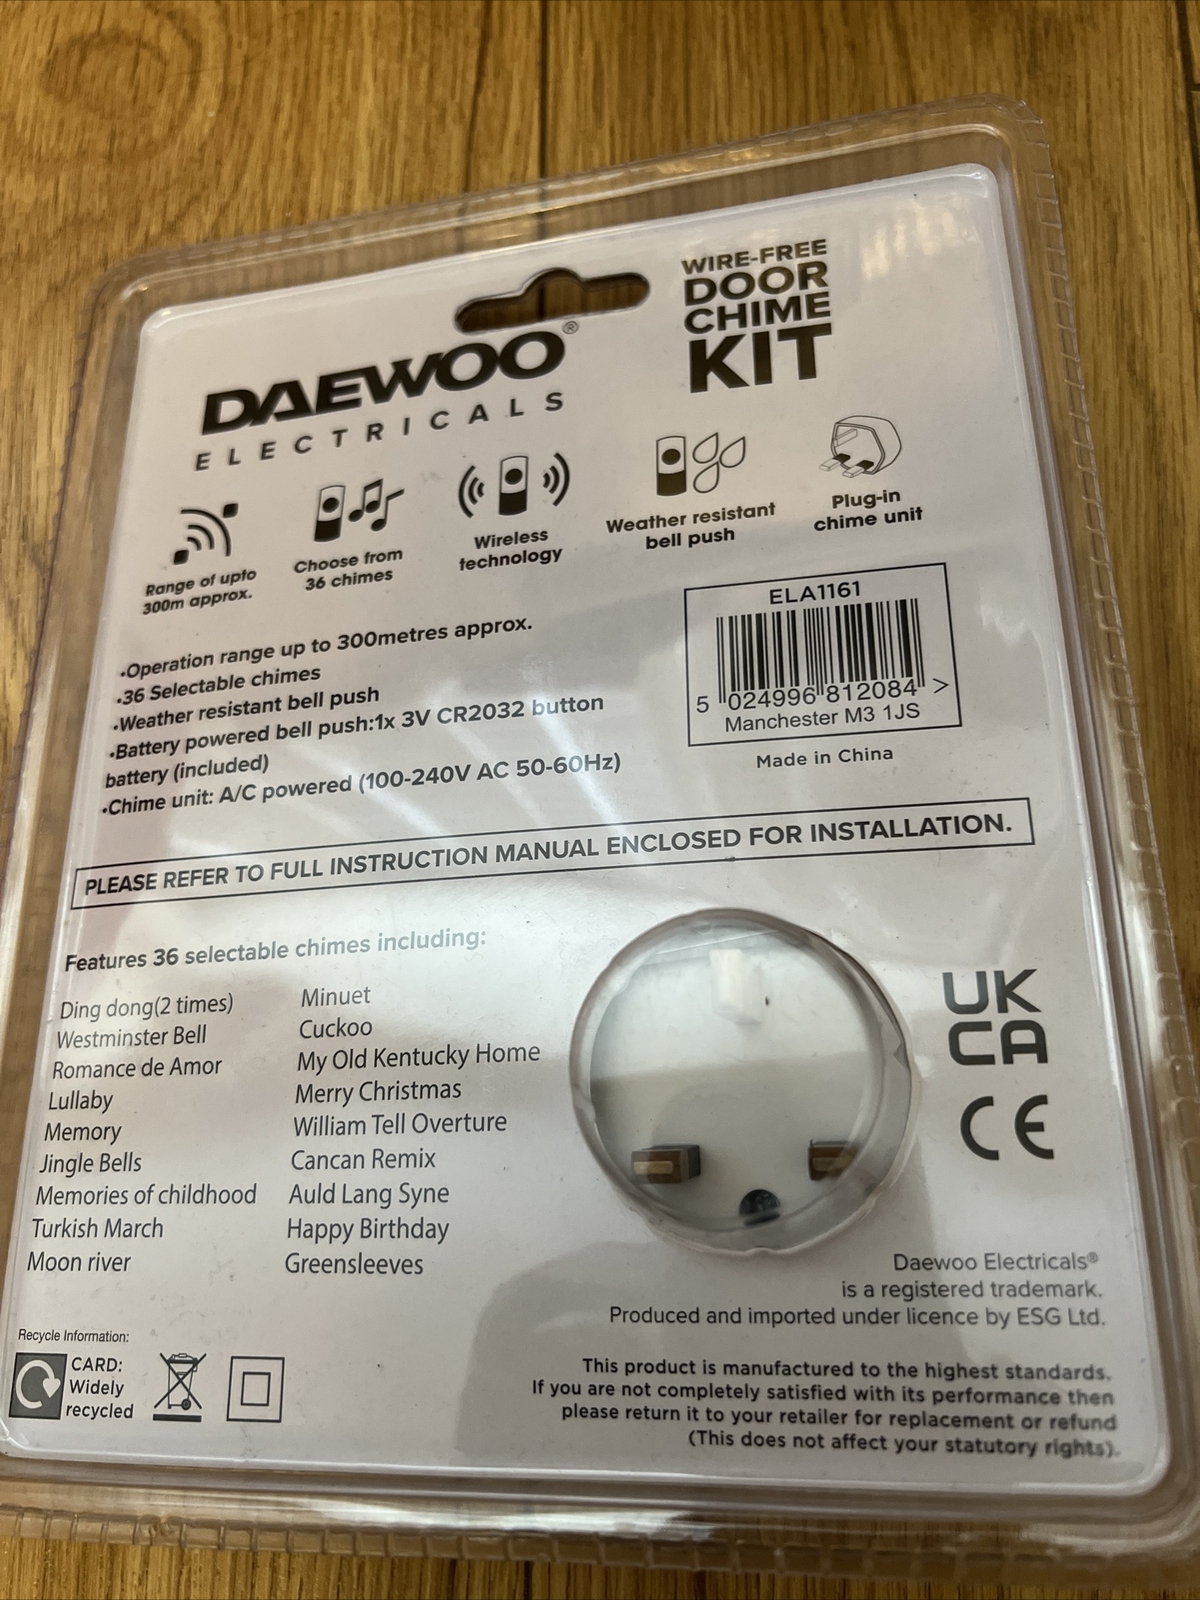 WIRE-FREE
DOOR
CHIME
KIT
DAEWOO®
ELECTRICALS
Range of upto
300m approx.
Choose from
36 chimes
Wireless
technology
Weather resistant
bell push
Plug-in
chime unit
•Operation range up to 300metres approx.
•36 Selectable chimes
•Weather resistant bell push
•Battery powered bell push:1x 3V CR2032 button
battery (included)
•Chime unit: A/C powered (100-240V AC 50-60Hz)
ELA1161
5 024996 812084 >
Manchester M3 1JS
Made in China
PLEASE REFER TO FULL INSTRUCTION MANUAL ENCLOSED FOR INSTALLATION.
Features 36 selectable chimes including:
Ding dong(2 times)
Westminster Bell
Romance de Amor
Lullaby
Memory
Jingle Bells
Memories of childhood
Turkish March
Moon river
Minuet
Cuckoo
My Old Kentucky Home
Merry Christmas
William Tell Overture
Cancan Remix
Auld Lang Syne
Happy Birthday
Greensleeves
UK
CA
CE
Daewoo Electricals®
is a registered trademark.
Produced and imported under licence by ESG Ltd.
Recycle Information:
CARD:
Widely
recycled
This product is manufactured to the highest standards.
If you are not completely satisfied with its performance then
please return it to your retailer for replacement or refund
(This does not affect your statutory rights).